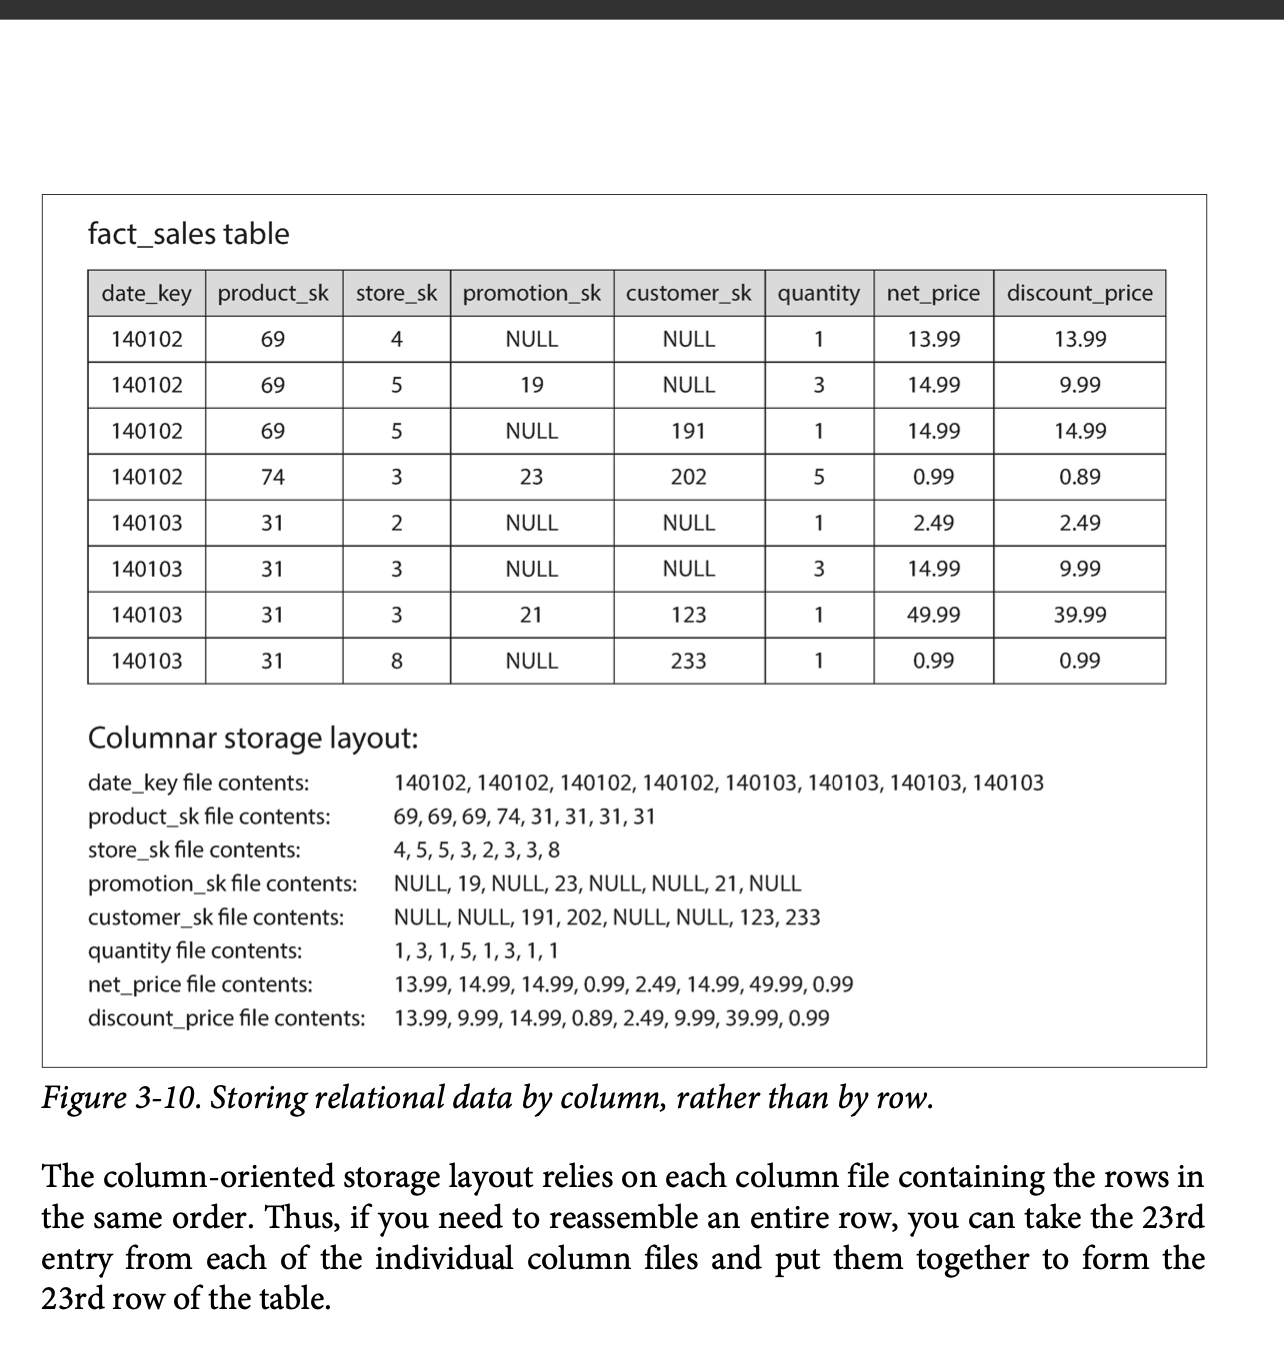 fact_sales table
date_key product_sk store_sk promotion_sk customer_sk quantity net_price discount_price
140102 69 4 NULL NULL 1 13.99 13.99
140102 69 5 19 NULL 3 14.99 9.99
140102 69 5 NULL 191 1 14.99 14.99
140102 74 3 23 202 5 0.99 0.89
140103 31 2 NULL NULL 1 2.49 2.49
140103 31 3 NULL NULL 3 14.99 9.99
140103 31 3 21 123 1 49.99 39.99
140103 31 8 NULL 233 1 0.99 0.99
Columnar storage layout:
date_key file contents: 140102, 140102, 140102, 140102, 140103, 140103, 140103, 140103
product_sk file contents: 69, 69, 69, 74, 31, 31, 31, 31
store_sk file contents: 4, 5, 5, 3, 2, 3, 3, 8
promotion_sk file contents: NULL, 19, NULL, 23, NULL, NULL, 21, NULL
customer_sk file contents: NULL, NULL, 191, 202, NULL, NULL, 123, 233
quantity file contents: 1, 3, 1, 5, 1, 3, 1, 1
net_price file contents: 13.99, 14.99, 14.99, 0.99, 2.49, 14.99, 49.99, 0.99
discount_price file contents: 13.99, 9.99, 14.99, 0.89, 2.49, 9.99, 39.99, 0.99
Figure 3-10. Storing relational data by column, rather than by row.
The column-oriented storage layout relies on each column file containing the rows in
the same order. Thus, if you need to reassemble an entire row, you can take the 23rd
entry from each of the individual column files and put them together to form the
23rd row of the table.